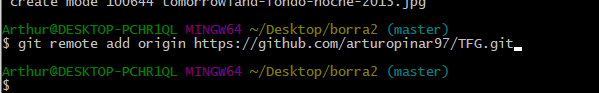 create mode 100644 tomorrowland-fondo-noche-2013.jpg
Arthur@DESKTOP-PCHR1QL MINGW64 ~/Desktop/borra2 (master)
$ git remote add origin https://github.com/arturopinar97/TFG.git
Arthur@DESKTOP-PCHR1QL MINGW64 ~/Desktop/borra2 (master)
$